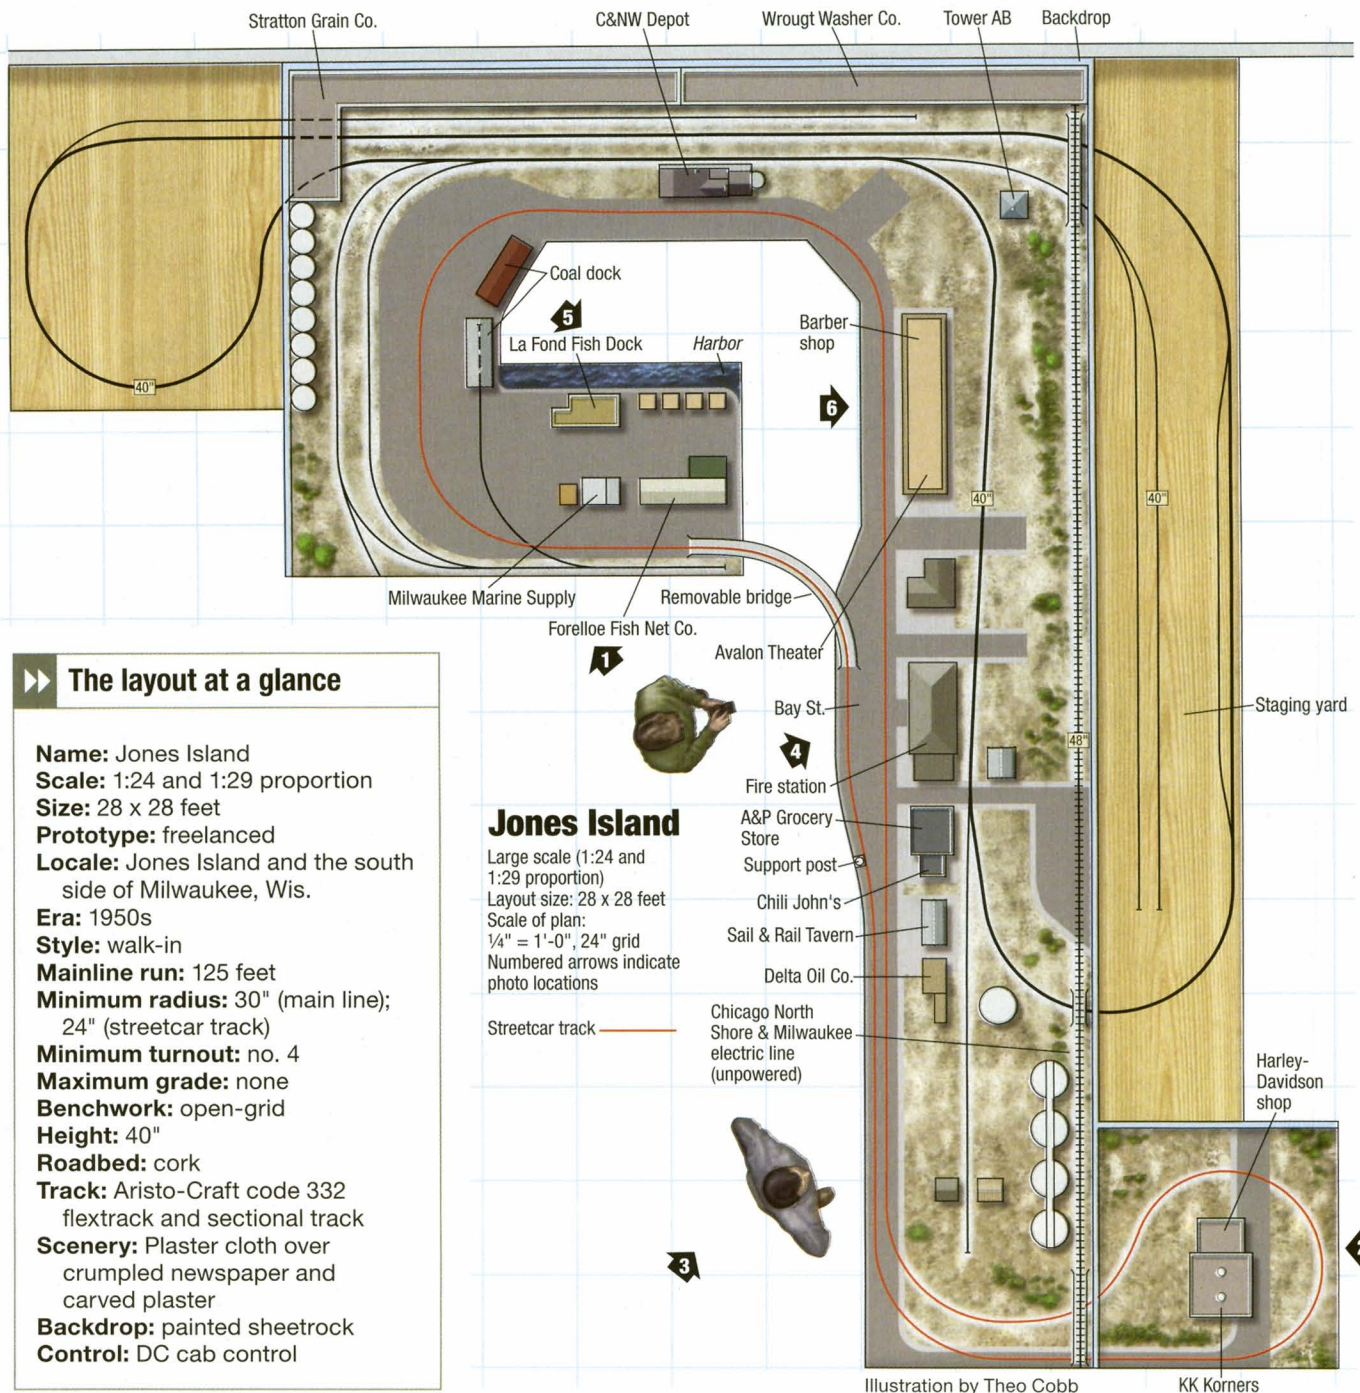 Stratton Grain Co.
C&NW Depot
Wrougt Washer Co.
Tower AB
Backdrop
Coal dock
5
La Fond Fish Dock
Harbor
Barber
shop
6
40"
40"
40"
Milwaukee Marine Supply
Removable bridge
Forelloe Fish Net Co.
1
Avalon Theater
Bay St.
4
48"
Staging yard
Fire station
A&P Grocery
Store
Support post
Chili John's
Sail & Rail Tavern
Delta Oil Co.
Chicago North
Shore & Milwaukee
electric line
(unpowered)
Harley-
Davidson
shop
3
KK Korners
The layout at a glance
Name: Jones Island
Scale: 1:24 and 1:29 proportion
Size: 28 x 28 feet
Prototype: freelanced
Locale: Jones Island and the south
side of Milwaukee, Wis.
Era: 1950s
Style: walk-in
Mainline run: 125 feet
Minimum radius: 30" (main line);
24" (streetcar track)
Minimum turnout: no. 4
Maximum grade: none
Benchwork: open-grid
Height: 40"
Roadbed: cork
Track: Aristo-Craft code 332
flextrack and sectional track
Scenery: Plaster cloth over
crumpled newspaper and
carved plaster
Backdrop: painted sheetrock
Control: DC cab control
Jones Island
Large scale (1:24 and
1:29 proportion)
Layout size: 28 x 28 feet
Scale of plan:
¼" = 1'-0", 24" grid
Numbered arrows indicate
photo locations
Streetcar track
Illustration by Theo Cobb